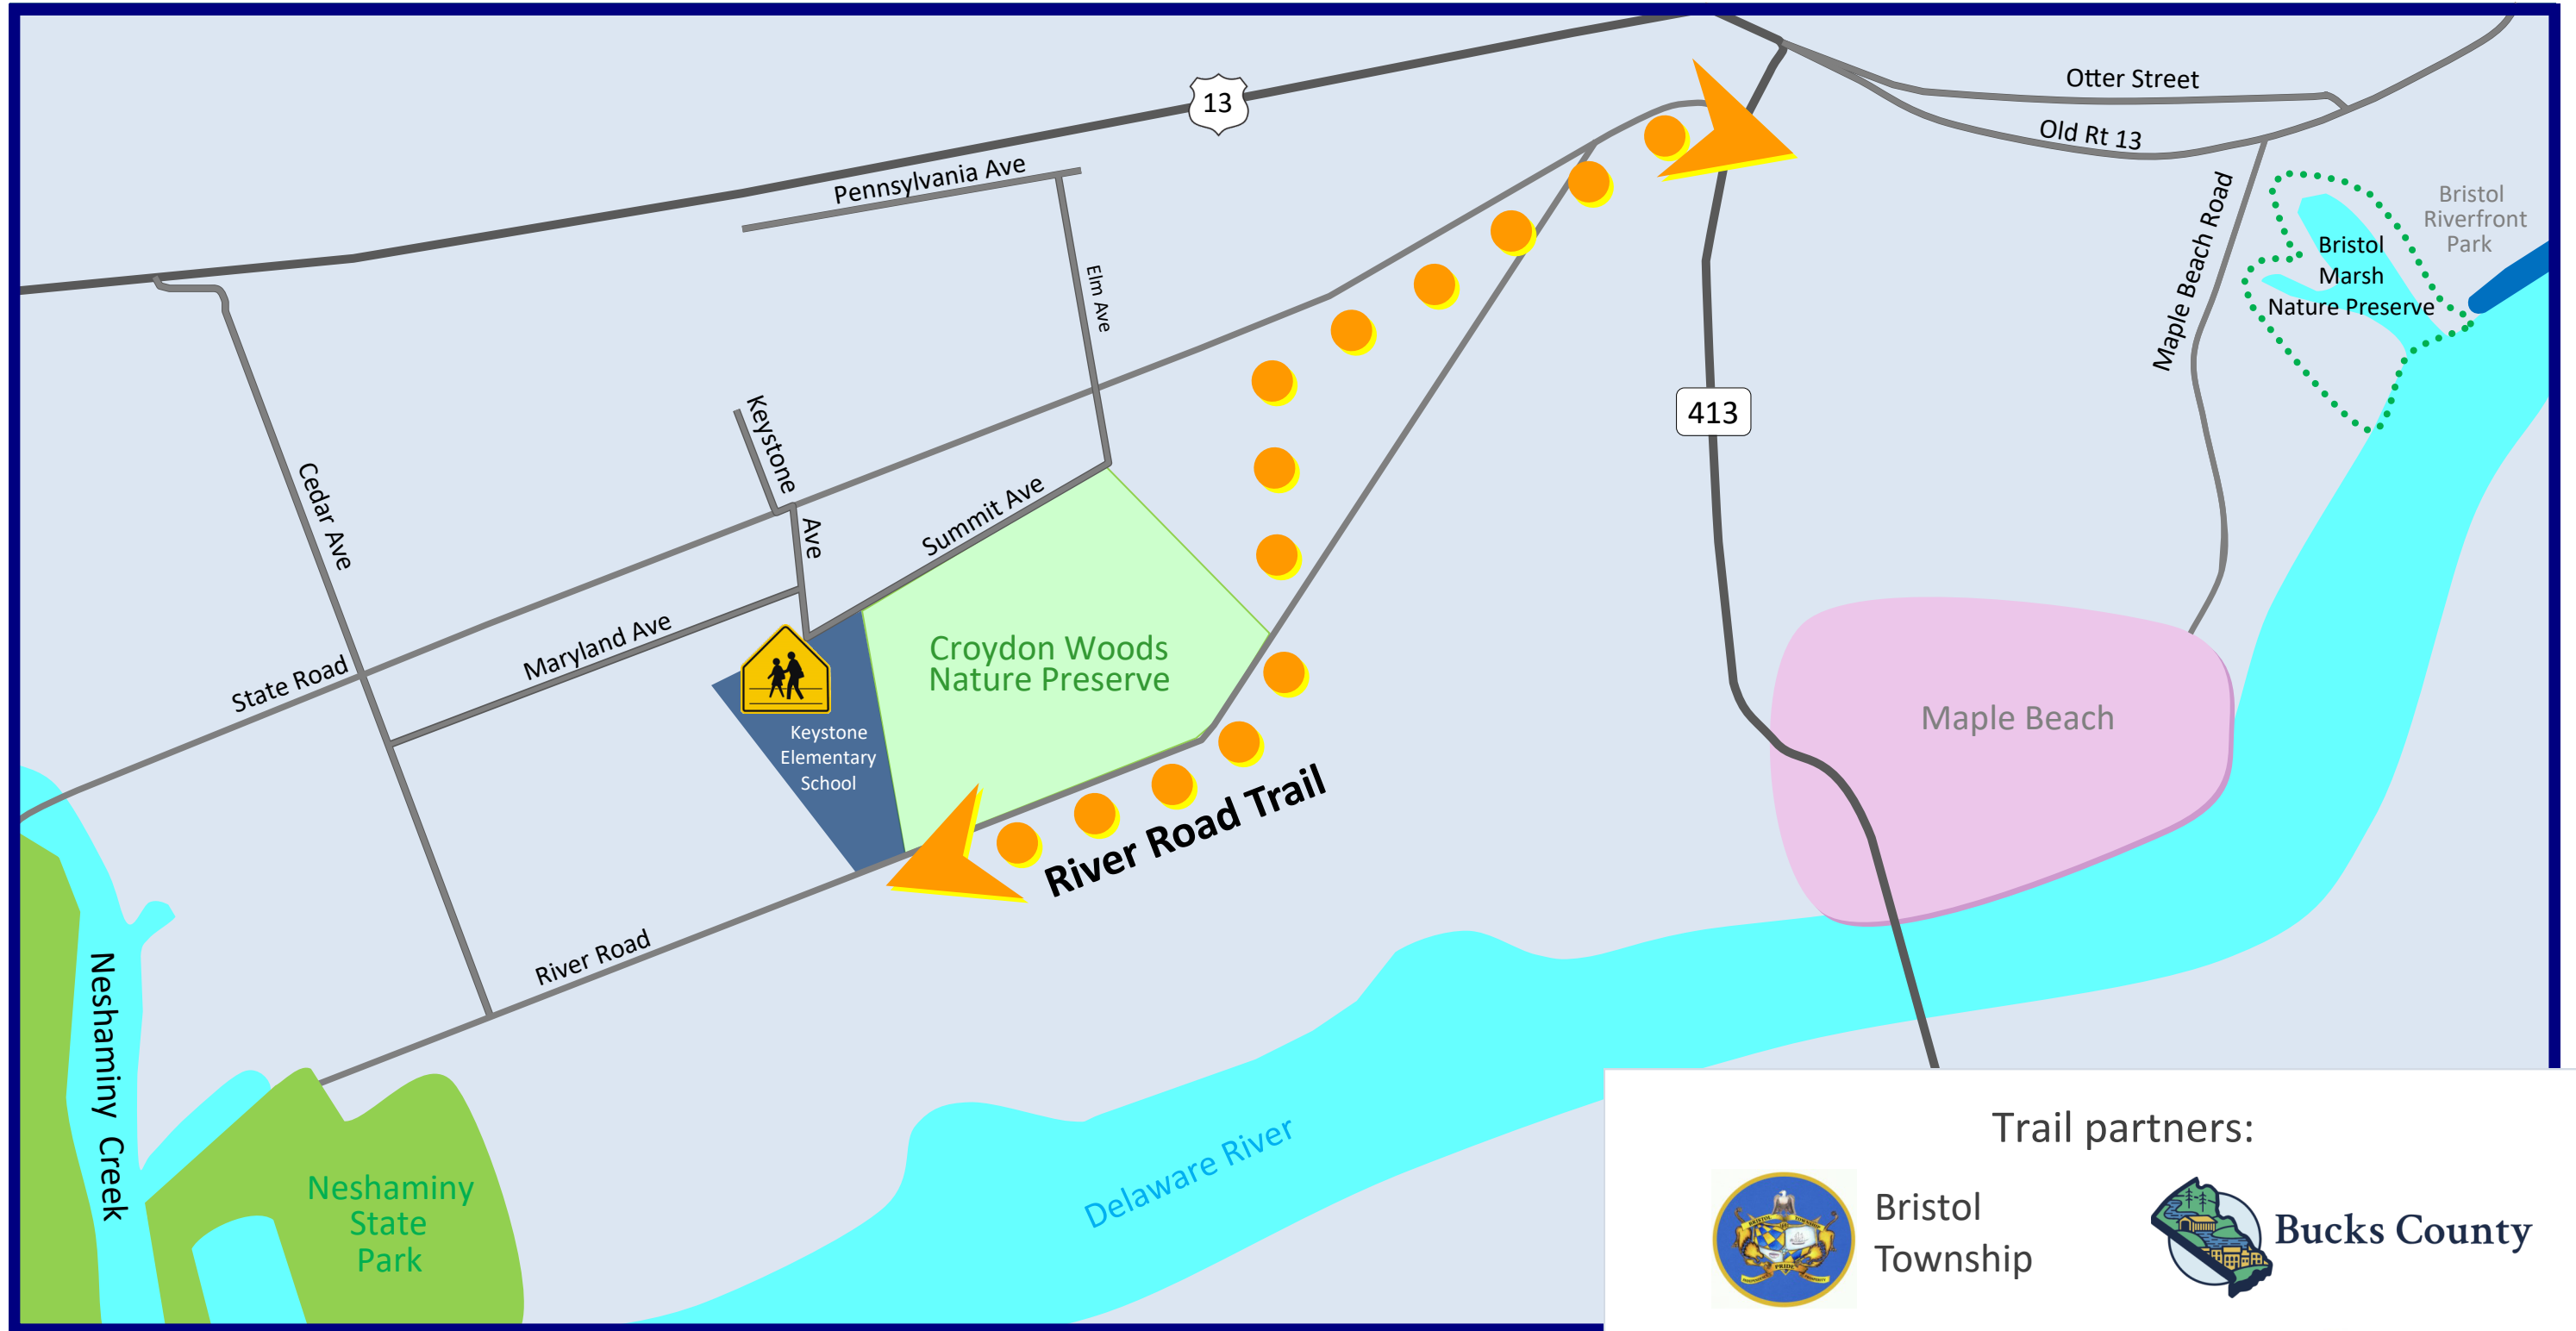 13
Otter Street
Old Rt 13
Pennsylvania Ave
Bristol
Riverfront
Park
Maple Beach Road
Bristol
Marsh
Nature Preserve
Elm Ave
413
Keystone
Ave
Cedar Ave
Summit Ave
Maryland Ave
State Road
Croydon Woods
Nature Preserve
Keystone
Elementary
School
Maple Beach
River Road Trail
River Road
Neshaminy Creek
Neshaminy
State
Park
Delaware River
Trail partners:
Bristol
Township
Bucks County
PRIDE